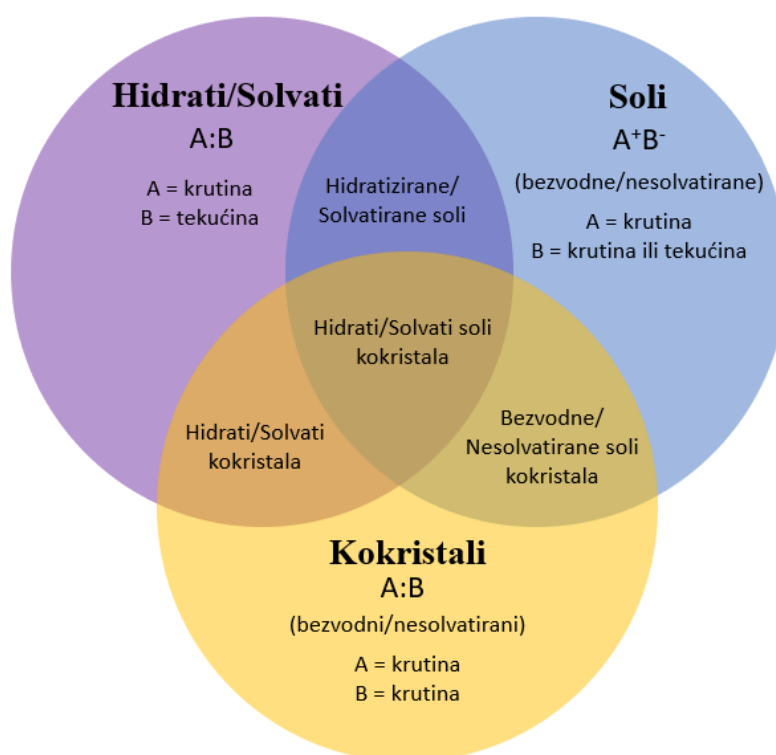 Hidrati/Solvati
A:B
A = krutina
B = tekućina
Soli
A⁺B⁻
(bezvodne/nesolvatirane)
A = krutina
B = krutina ili tekućina
Hidratizirane/
Solvatirane soli
Hidrati/Solvati soli
kokristala
Hidrati/Solvati
kokristala
Bezvodne/
Nesolvatirane soli
kokristala
Kokristali
A:B
(bezvodni/nesolvatirani)
A = krutina
B = krutina